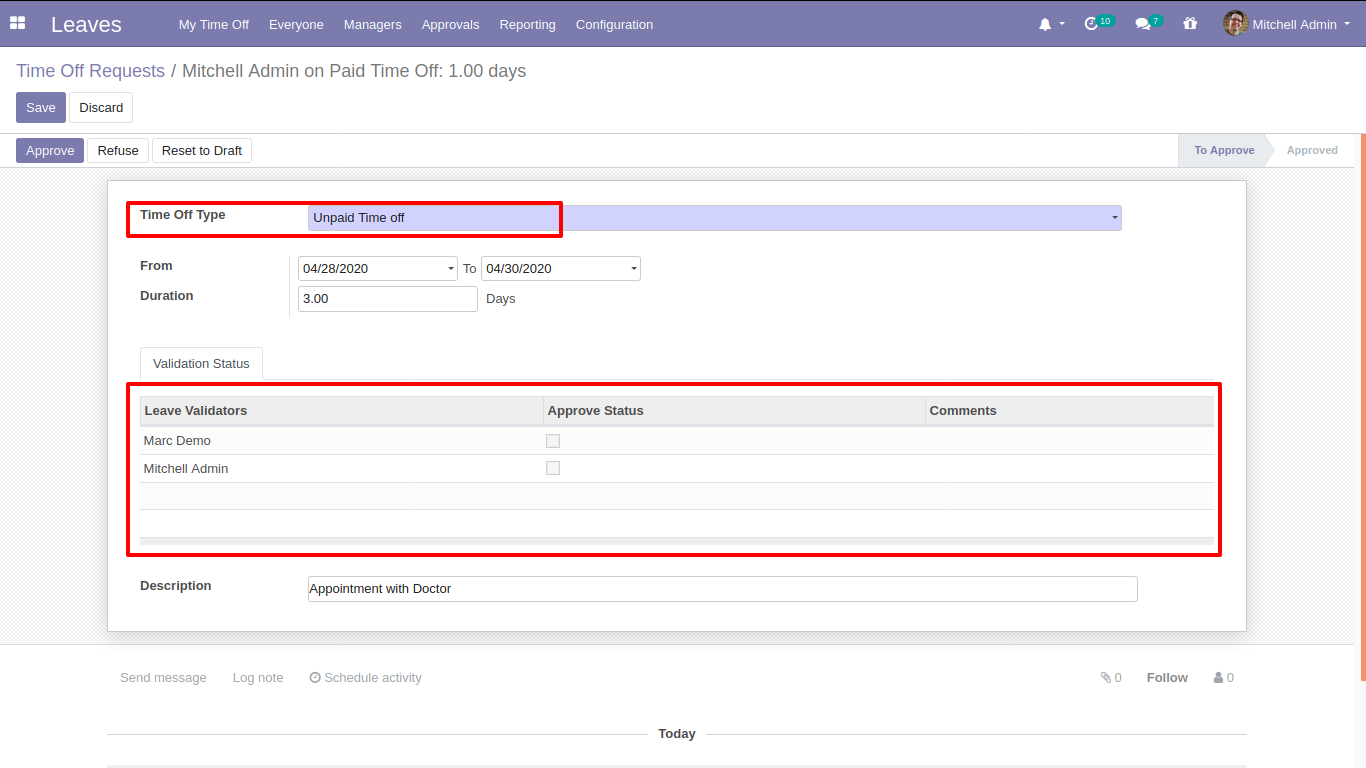 Leaves My Time Off Everyone Managers Approvals Reporting Configuration 10 7 Mitchell Admin
Time Off Requests / Mitchell Admin on Paid Time Off: 1.00 days
Save Discard
Approve Refuse Reset to Draft To Approve Approved
Time Off Type Unpaid Time off
From 04/28/2020 To 04/30/2020
Duration 3.00 Days
Validation Status
Leave Validators Approve Status Comments
Marc Demo
Mitchell Admin
Description Appointment with Doctor
Send message Log note Schedule activity 0 Follow 0
Today